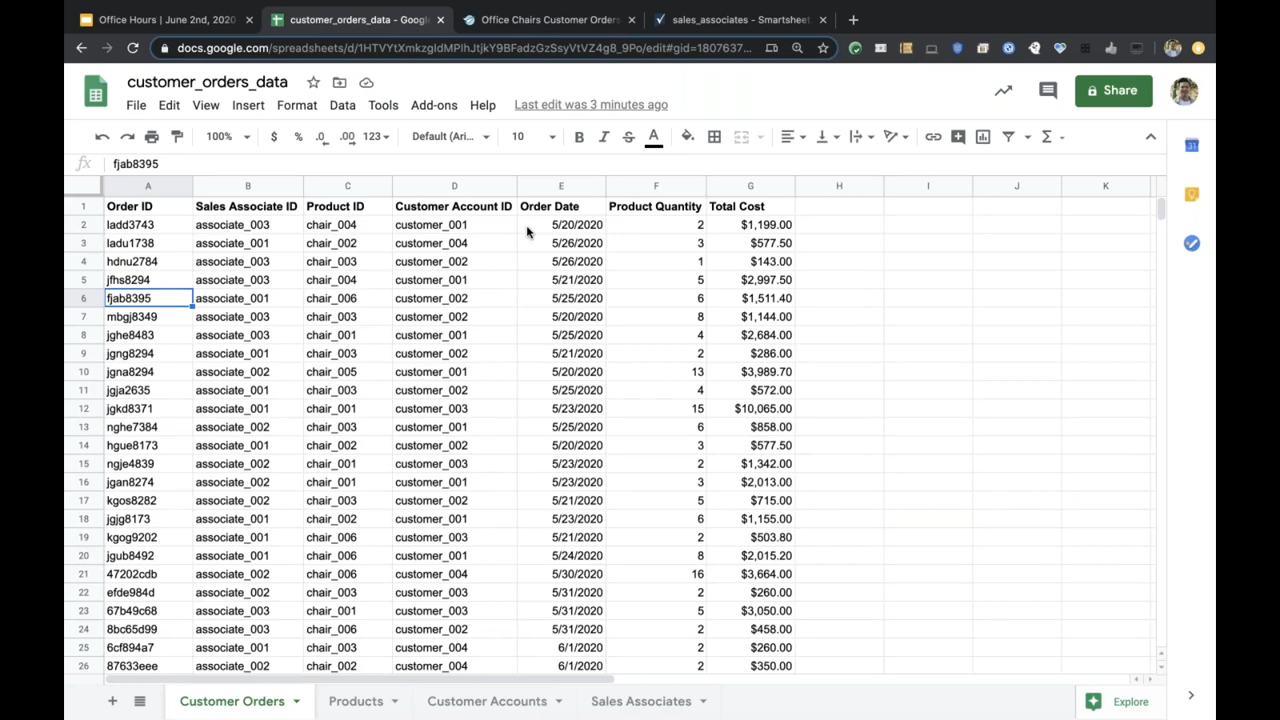 Office Hours | June 2nd, 2020
customer_orders_data - Google
Office Chairs Customer Orders
sales_associates - Smartsheet
docs.google.com/spreadsheets/d/1HTVYtXmkzgIdMPIhJtjkY9BFadzGzSsyVtVZ4g8_9Po/edit#gid=1807637...
customer_orders_data
File Edit View Insert Format Data Tools Add-ons Help Last edit was 3 minutes ago
Share
100% $ % .0 .00 123 Default (Ari... 10 B I S A
fx fjab8395
A B C D E F G H I J K
1 Order ID Sales Associate ID Product ID Customer Account ID Order Date Product Quantity Total Cost
2 ladd3743 associate_003 chair_004 customer_001 5/20/2020 2 $1,199.00
3 ladu1738 associate_001 chair_002 customer_004 5/26/2020 3 $577.50
4 hdnu2784 associate_003 chair_003 customer_002 5/26/2020 1 $143.00
5 jfhs8294 associate_003 chair_004 customer_001 5/21/2020 5 $2,997.50
6 fjab8395 associate_001 chair_006 customer_002 5/25/2020 6 $1,511.40
7 mbgj8349 associate_003 chair_003 customer_002 5/20/2020 8 $1,144.00
8 jghe8483 associate_003 chair_001 customer_001 5/25/2020 4 $2,684.00
9 jgng8294 associate_001 chair_003 customer_002 5/21/2020 2 $286.00
10 jgna8294 associate_002 chair_005 customer_001 5/20/2020 13 $3,989.70
11 jgja2635 associate_001 chair_003 customer_002 5/25/2020 4 $572.00
12 jgkd8371 associate_001 chair_001 customer_003 5/23/2020 15 $10,065.00
13 nghe7384 associate_002 chair_003 customer_001 5/25/2020 6 $858.00
14 hgue8173 associate_001 chair_002 customer_002 5/20/2020 3 $577.50
15 ngje4839 associate_002 chair_001 customer_003 5/23/2020 2 $1,342.00
16 jgan8274 associate_002 chair_001 customer_001 5/23/2020 3 $2,013.00
17 kgos8282 associate_002 chair_003 customer_002 5/21/2020 5 $715.00
18 jgjg8173 associate_001 chair_002 customer_001 5/23/2020 6 $1,155.00
19 kgog9202 associate_001 chair_006 customer_003 5/21/2020 2 $503.80
20 jgub8492 associate_001 chair_006 customer_001 5/24/2020 8 $2,015.20
21 47202cdb associate_002 chair_006 customer_004 5/30/2020 16 $3,664.00
22 efde984d associate_002 chair_003 customer_003 5/31/2020 2 $260.00
23 67b49c68 associate_003 chair_001 customer_003 5/31/2020 5 $3,050.00
24 8bc65d99 associate_003 chair_006 customer_002 5/31/2020 2 $458.00
25 6cf894a7 associate_001 chair_003 customer_004 6/1/2020 2 $260.00
26 87633eee associate_002 chair_002 customer_004 6/1/2020 2 $350.00
Customer Orders Products Customer Accounts Sales Associates Explore